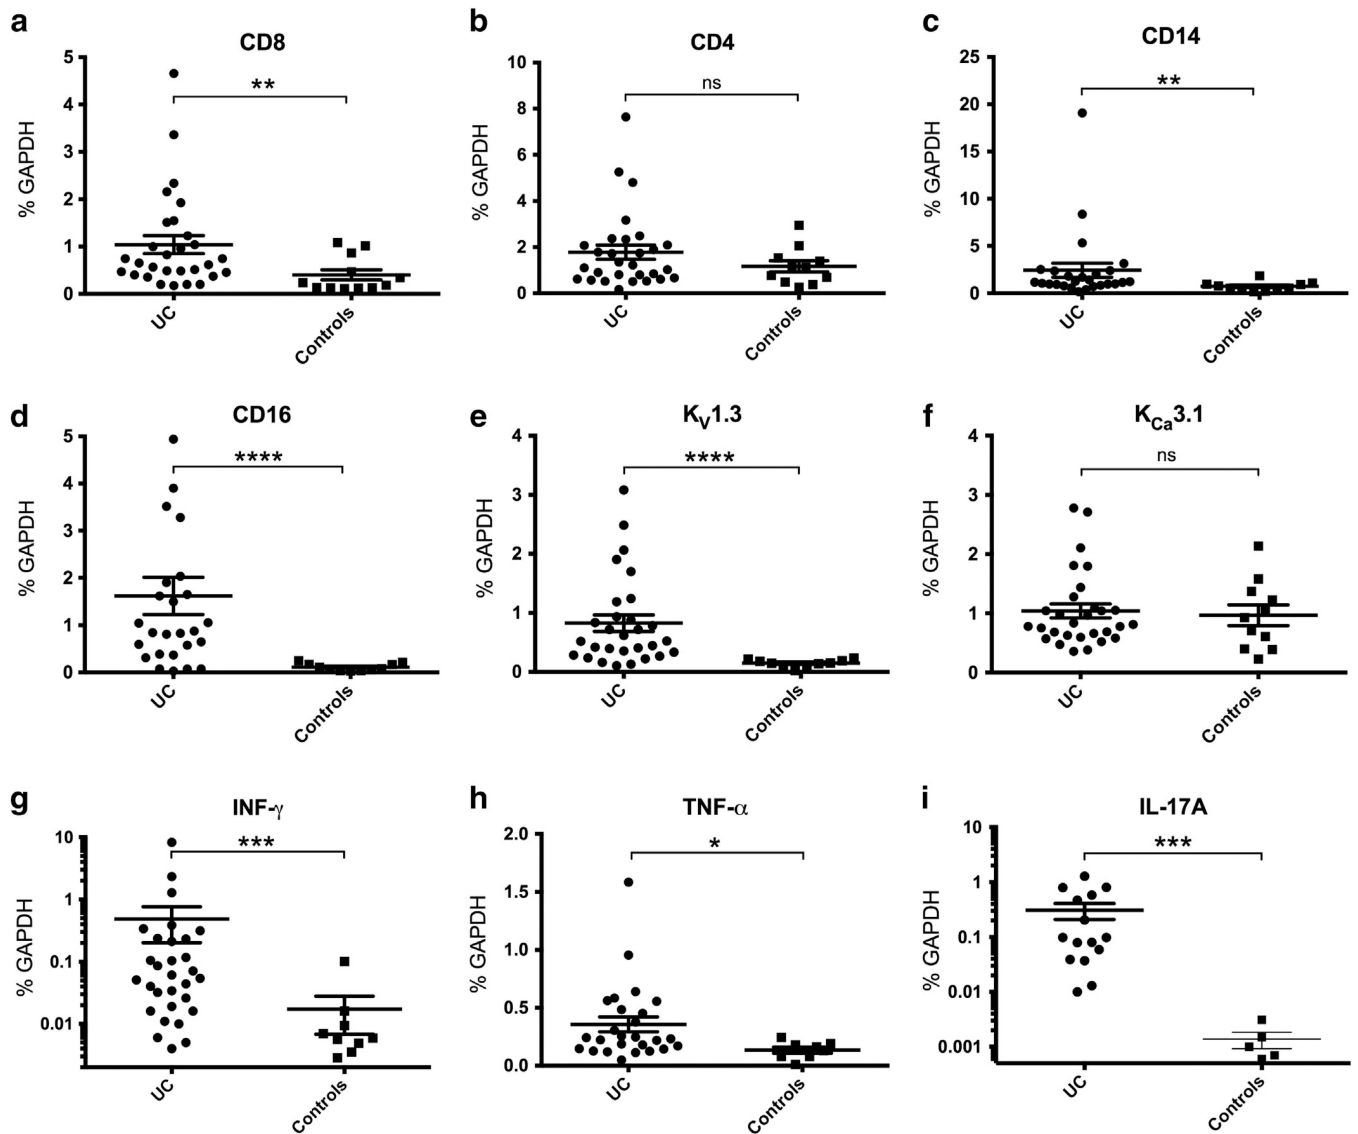 a
CD8
5
4
3
2
1
0
% GAPDH
**
UC
Controls
b
CD4
10
8
6
4
2
0
% GAPDH
ns
UC
Controls
c
CD14
25
20
15
10
5
0
% GAPDH
**
UC
Controls
d
CD16
5
4
3
2
1
0
% GAPDH
****
UC
Controls
e
KV1.3
4
3
2
1
0
% GAPDH
****
UC
Controls
f
KCa3.1
4
3
2
1
0
% GAPDH
ns
UC
Controls
g
INF-γ
10
1
0.1
0.01
% GAPDH
***
UC
Controls
h
TNF-α
2.0
1.5
1.0
0.5
0.0
% GAPDH
*
UC
Controls
i
IL-17A
10
1
0.1
0.01
0.001
% GAPDH
***
UC
Controls